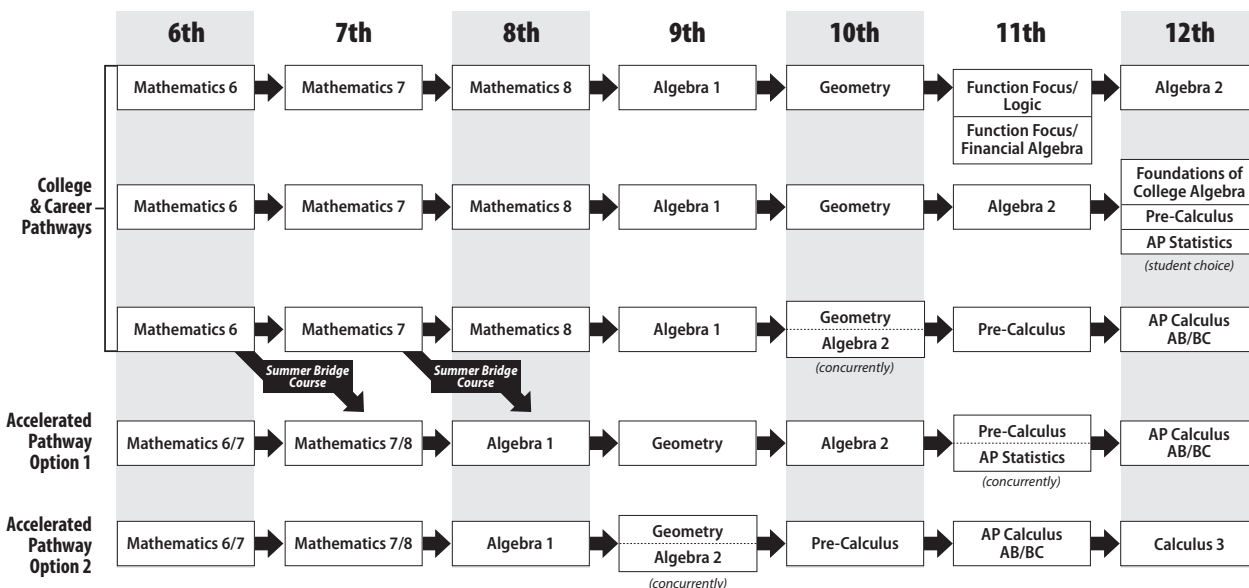 6th
7th
8th
9th
10th
11th
12th
College
& Career
Pathways
Mathematics 6
Mathematics 7
Mathematics 8
Algebra 1
Geometry
Function Focus/
Logic
Function Focus/
Financial Algebra
Algebra 2
Mathematics 6
Mathematics 7
Mathematics 8
Algebra 1
Geometry
Algebra 2
Foundations of
College Algebra
Pre-Calculus
AP Statistics
(student choice)
Mathematics 6
Mathematics 7
Mathematics 8
Algebra 1
Geometry
Algebra 2
(concurrently)
Pre-Calculus
AP Calculus
AB/BC
Summer Bridge
Course
Summer Bridge
Course
Accelerated
Pathway
Option 1
Mathematics 6/7
Mathematics 7/8
Algebra 1
Geometry
Algebra 2
Pre-Calculus
AP Statistics
(concurrently)
AP Calculus
AB/BC
Accelerated
Pathway
Option 2
Mathematics 6/7
Mathematics 7/8
Algebra 1
Geometry
Algebra 2
(concurrently)
Pre-Calculus
AP Calculus
AB/BC
Calculus 3